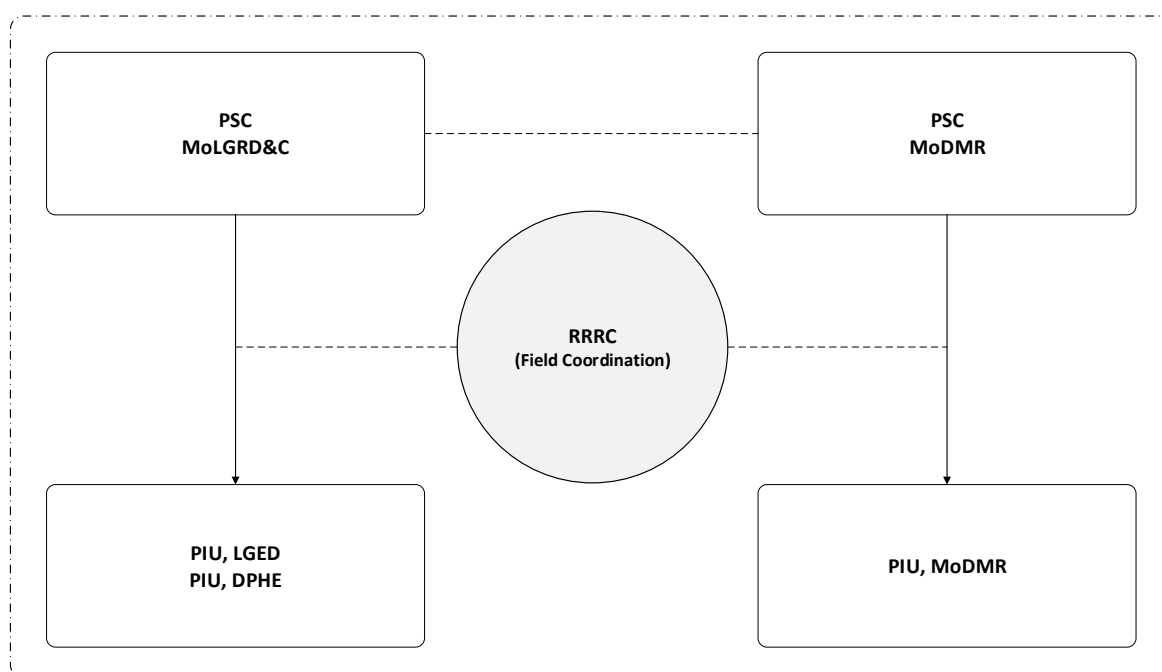 PSC
MoLGRD&C
PSC
MoDMR
RRRC
(Field Coordination)
PIU, LGED
PIU, DPHE
PIU, MoDMR